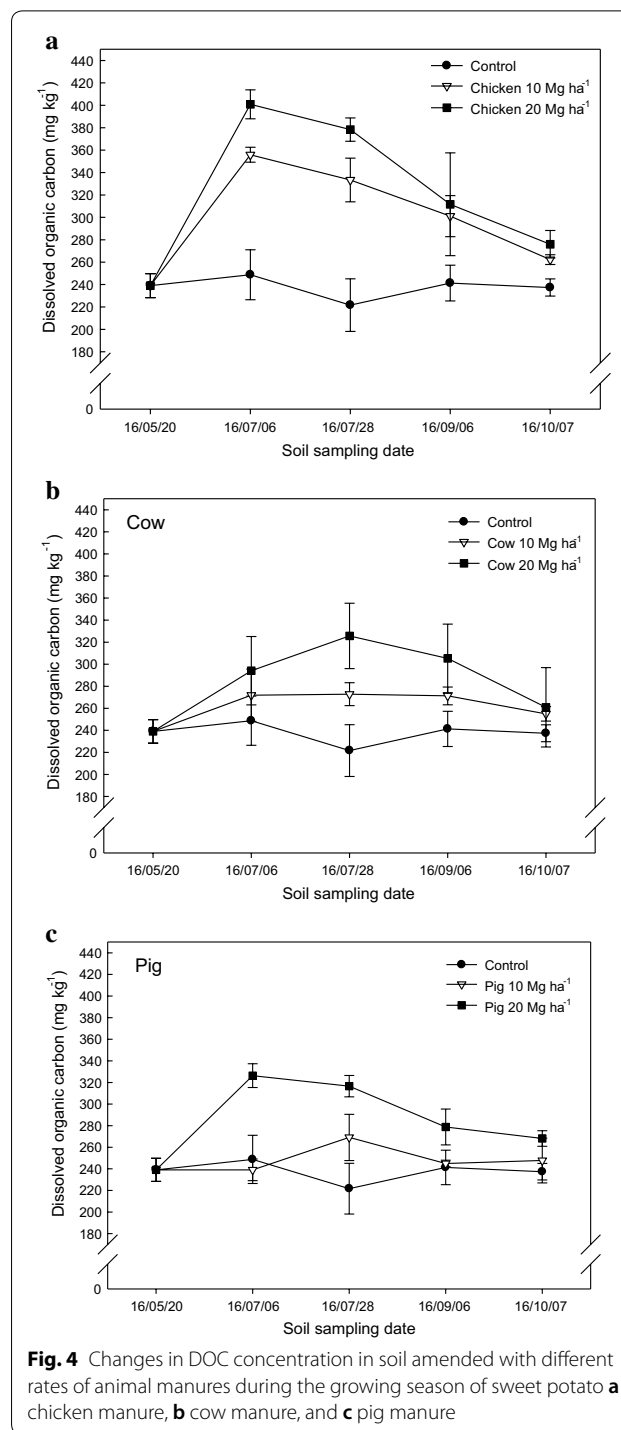 a
Control
Chicken 10 Mg ha-1
Chicken 20 Mg ha-1
Dissolved organic carbon (mg kg-1)
440
420
400
380
360
340
320
300
280
260
240
220
200
180
0
16/05/20 16/07/06 16/07/28 16/09/06 16/10/07
Soil sampling date
b
Cow
Control
Cow 10 Mg ha-1
Cow 20 Mg ha-1
Dissolved organic carbon (mg kg-1)
440
420
400
380
360
340
320
300
280
260
240
220
200
180
0
16/05/20 16/07/06 16/07/28 16/09/06 16/10/07
Soil sampling date
c
Pig
Control
Pig 10 Mg ha-1
Pig 20 Mg ha-1
Dissolved organic carbon (mg kg-1)
440
420
400
380
360
340
320
300
280
260
240
220
200
180
0
16/05/20 16/07/06 16/07/28 16/09/06 16/10/07
Soil sampling date
Fig. 4 Changes in DOC concentration in soil amended with different
rates of animal manures during the growing season of sweet potato a
chicken manure, b cow manure, and c pig manure